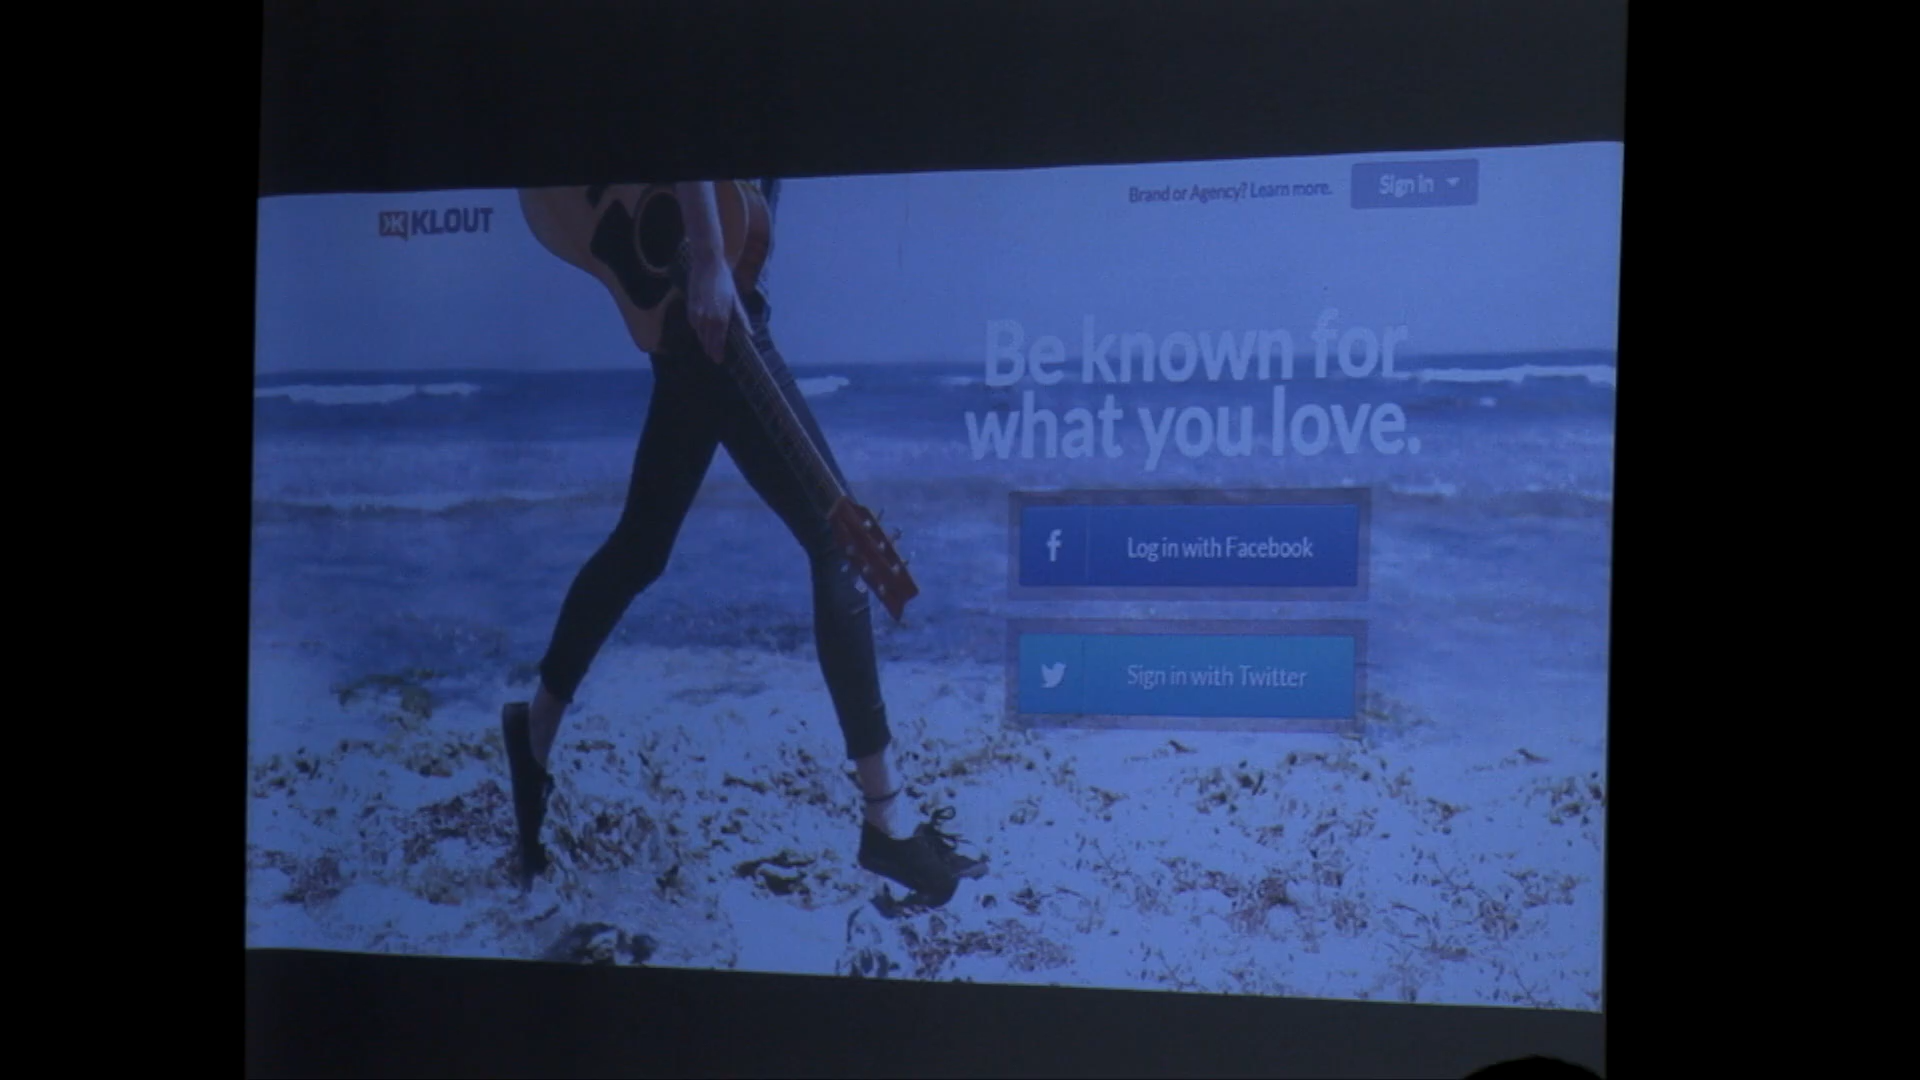 KLOUT
Brand or Agency? Learn more.
Sign in
Be known for
what you love.
f
Log in with Facebook
Sign in with Twitter